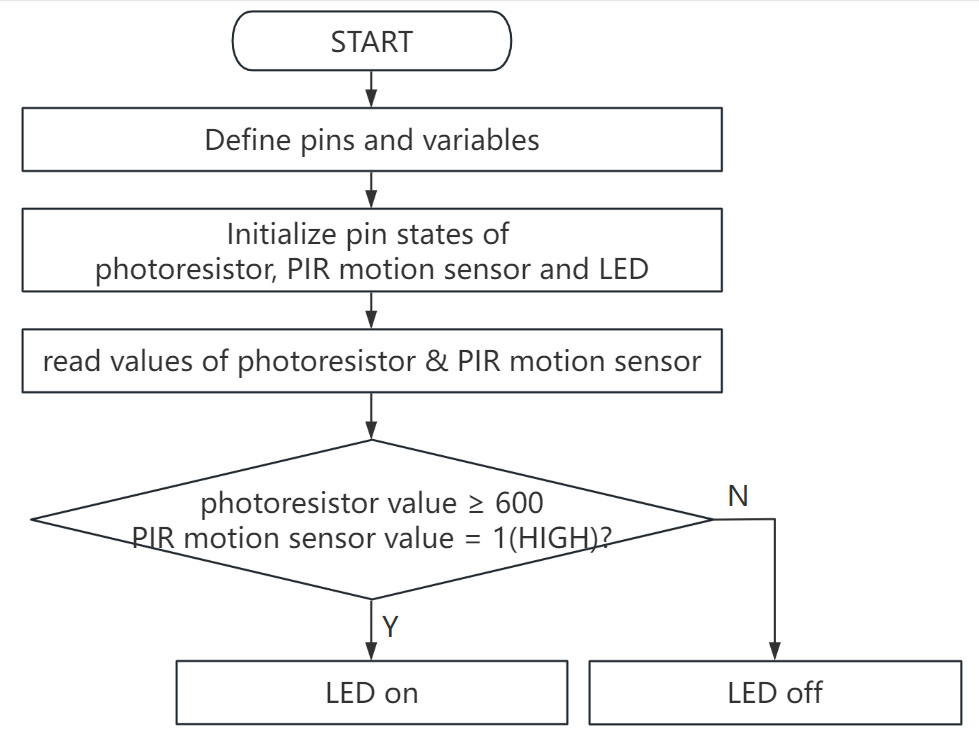 START
Define pins and variables
Initialize pin states of
photoresistor, PIR motion sensor and LED
read values of photoresistor & PIR motion sensor
photoresistor value ≥ 600
PIR motion sensor value = 1(HIGH)?
N
Y
LED on
LED off